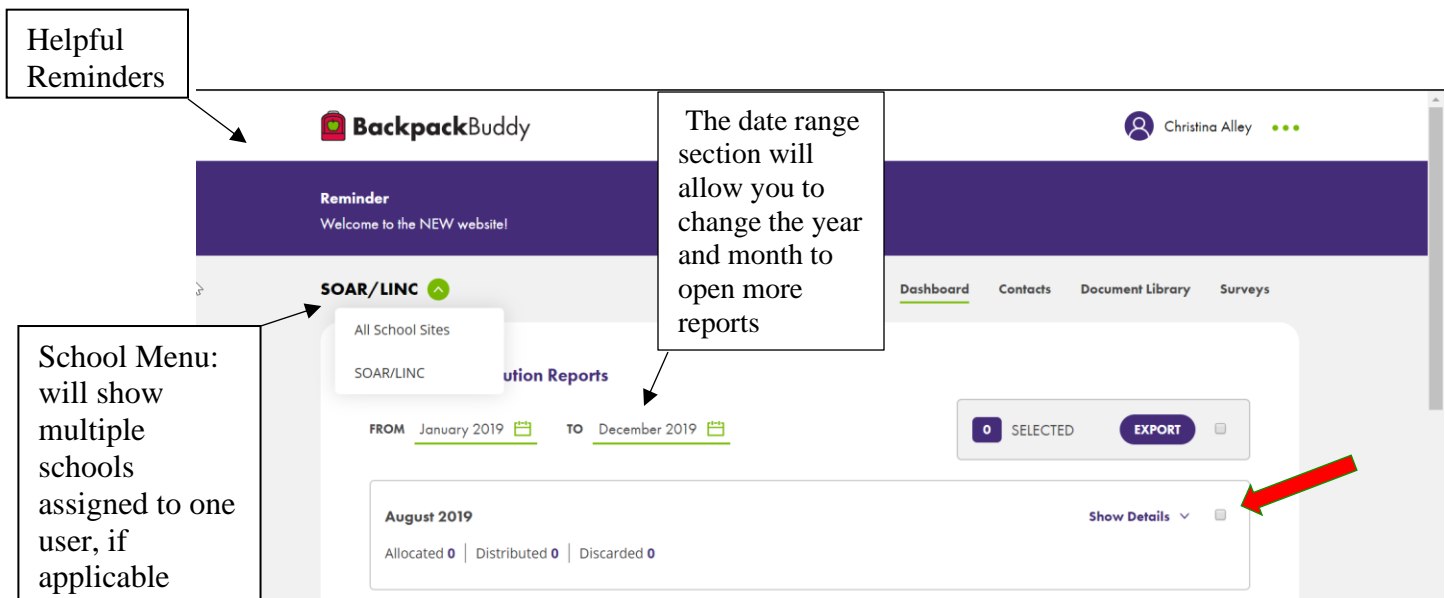 Helpful
Reminders
BackpackBuddy
Christina Alley
The date range
section will
allow you to
change the year
and month to
open more
reports
Reminder
Welcome to the NEW website!
SOAR/LINC
Dashboard Contacts Document Library Surveys
All School Sites
SOAR/LINC
School Menu:
will show
multiple
schools
assigned to one
user, if
applicable
ution Reports
FROM January 2019 TO December 2019
0 SELECTED EXPORT
August 2019
Show Details
Allocated 0 | Distributed 0 | Discarded 0